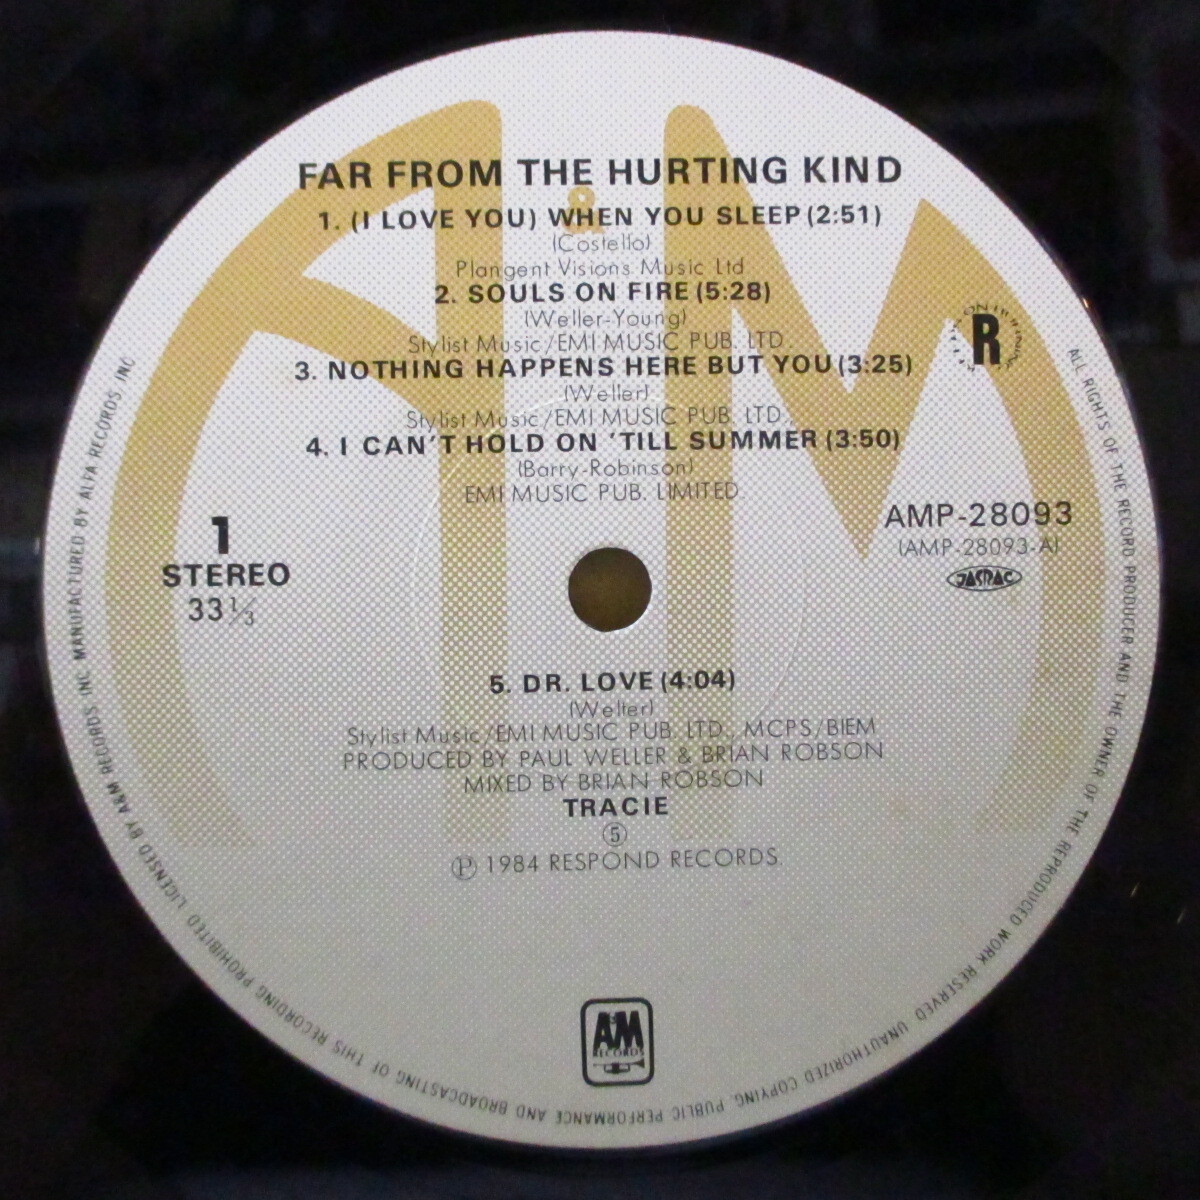 FAR FROM THE HURTING KIND
1. (I LOVE YOU) WHEN YOU SLEEP (2:51)
(Costello)
Plangent Visions Music Ltd
2. SOULS ON FIRE (5:28)
(Weller-Young)
Stylist Music/EMI MUSIC PUB. LTD.
3. NOTHING HAPPENS HERE BUT YOU (3:25)
(Weller)
Stylist Music/EMI MUSIC PUB. LTD.,
4. I CAN'T HOLD ON 'TILL SUMMER (3:50)
(Barry-Robinson)
EMI MUSIC PUB. LIMITED.
R
1
STEREO
33 1/3
AMP-28093
(AMP-28093-A)
JASRAC
5. DR. LOVE (4:04)
(Weller)
Stylist Music/EMI MUSIC PUB. LTD., MCPS/BIEM
PRODUCED BY PAUL WELLER & BRIAN ROBSON
MIXED BY BRIAN ROBSON
TRACIE
⑤
Ⓟ 1984 RESPOND RECORDS.
A&M
RECORDS
ALL RIGHTS OF THE RECORD PRODUCER AND THE OWNER OF THE REPRODUCED WORK RESERVED. UNAUTHORIZED COPYING, PUBLIC PERFORMANCE AND BROADCASTING OF THIS RECORDING PROHIBITED. LICENSED BY A&M RECORDS INC. MANUFACTURED BY ALFA RECORDS INC.
A&M